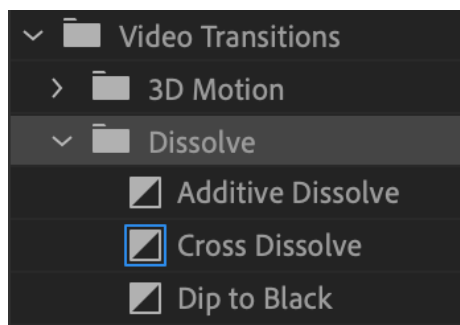 Video Transitions
3D Motion
Dissolve
Additive Dissolve
Cross Dissolve
Dip to Black